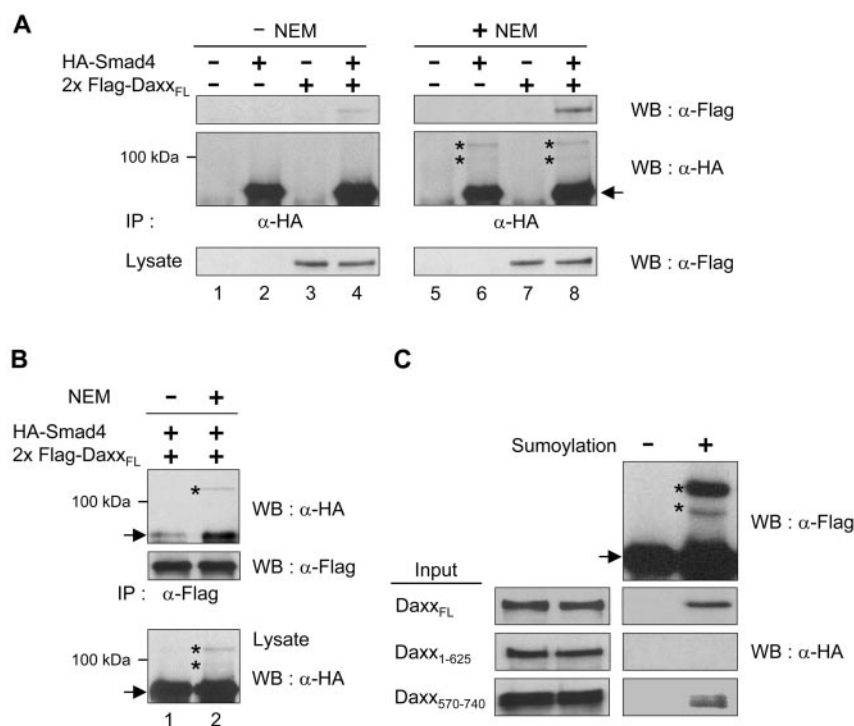 A
− NEM + NEM
HA-Smad4 − + − + − + − +
2x Flag-DaxxFL − − + + − − + +
WB : α-Flag
100 kDa * * * * WB : α-HA
IP : α-HA α-HA
Lysate WB : α-Flag
1 2 3 4 5 6 7 8
B
NEM − +
HA-Smad4 + +
2x Flag-DaxxFL + +
100 kDa * WB : α-HA
WB : α-Flag
IP : α-Flag
Lysate
100 kDa * * WB : α-HA
1 2
C
Sumoylation − +
* * WB : α-Flag
Input
DaxxFL
Daxx1-625 WB : α-HA
Daxx570-740